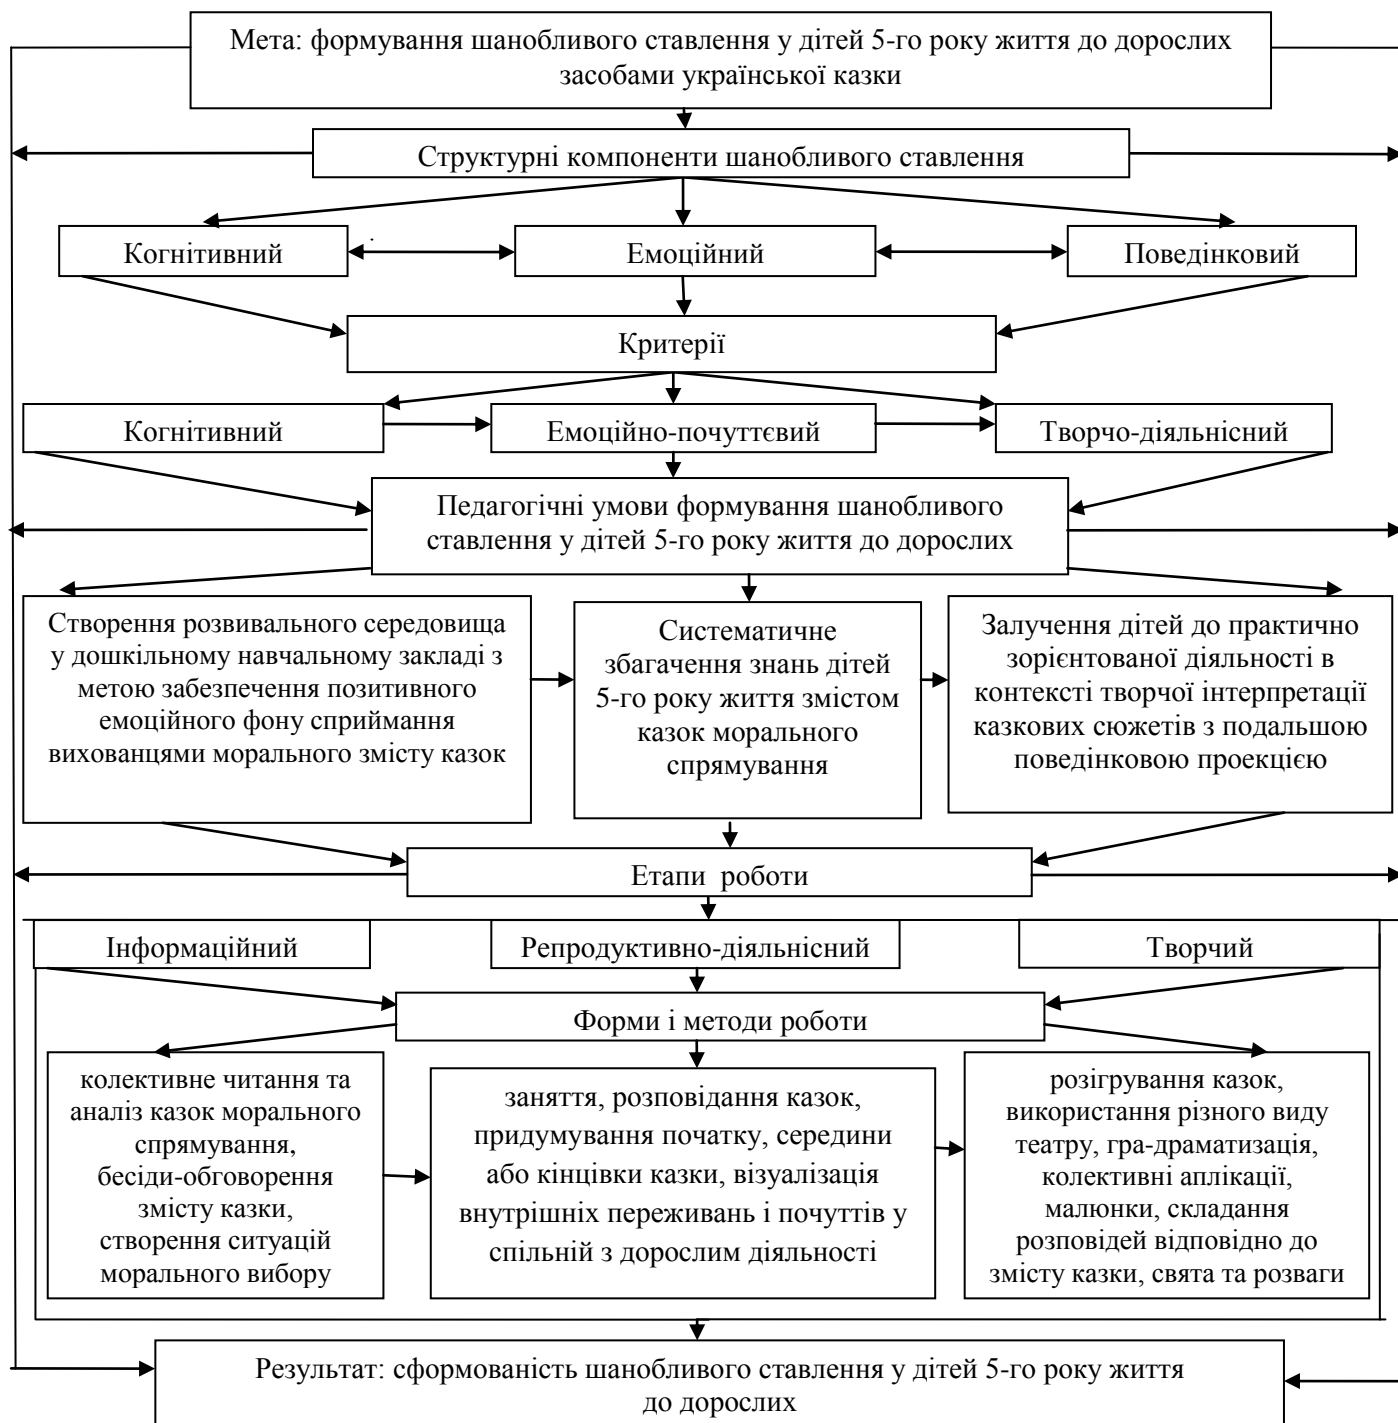 Мета: формування шанобливого ставлення у дітей 5-го року життя до дорослих
засобами української казки
Структурні компоненти шанобливого ставлення
Когнітивний
Емоційний
Поведінковий
Критерії
Когнітивний
Емоційно-почуттєвий
Творчо-діяльнісний
Педагогічні умови формування шанобливого
ставлення у дітей 5-го року життя до дорослих
Створення розвивального середовища
у дошкільному навчальному закладі з
метою забезпечення позитивного
емоційного фону сприймання
вихованцями морального змісту казок
Систематичне
збагачення знань дітей
5-го року життя змістом
казок морального
спрямування
Залучення дітей до практично
зорієнтованої діяльності в
контексті творчої інтерпретації
казкових сюжетів з подальшою
поведінковою проекцією
Етапи роботи
Інформаційний
Репродуктивно-діяльнісний
Творчий
Форми і методи роботи
колективне читання та
аналіз казок морального
спрямування,
бесіди-обговорення
змісту казки,
створення ситуацій
морального вибору
заняття, розповідання казок,
придумування початку, середини
або кінцівки казки, візуалізація
внутрішніх переживань і почуттів у
спільній з дорослим діяльності
розігрування казок,
використання різного виду
театру, гра-драматизація,
колективні аплікації,
малюнки, складання
розповідей відповідно до
змісту казки, свята та розваги
Результат: сформованість шанобливого ставлення у дітей 5-го року життя
до дорослих